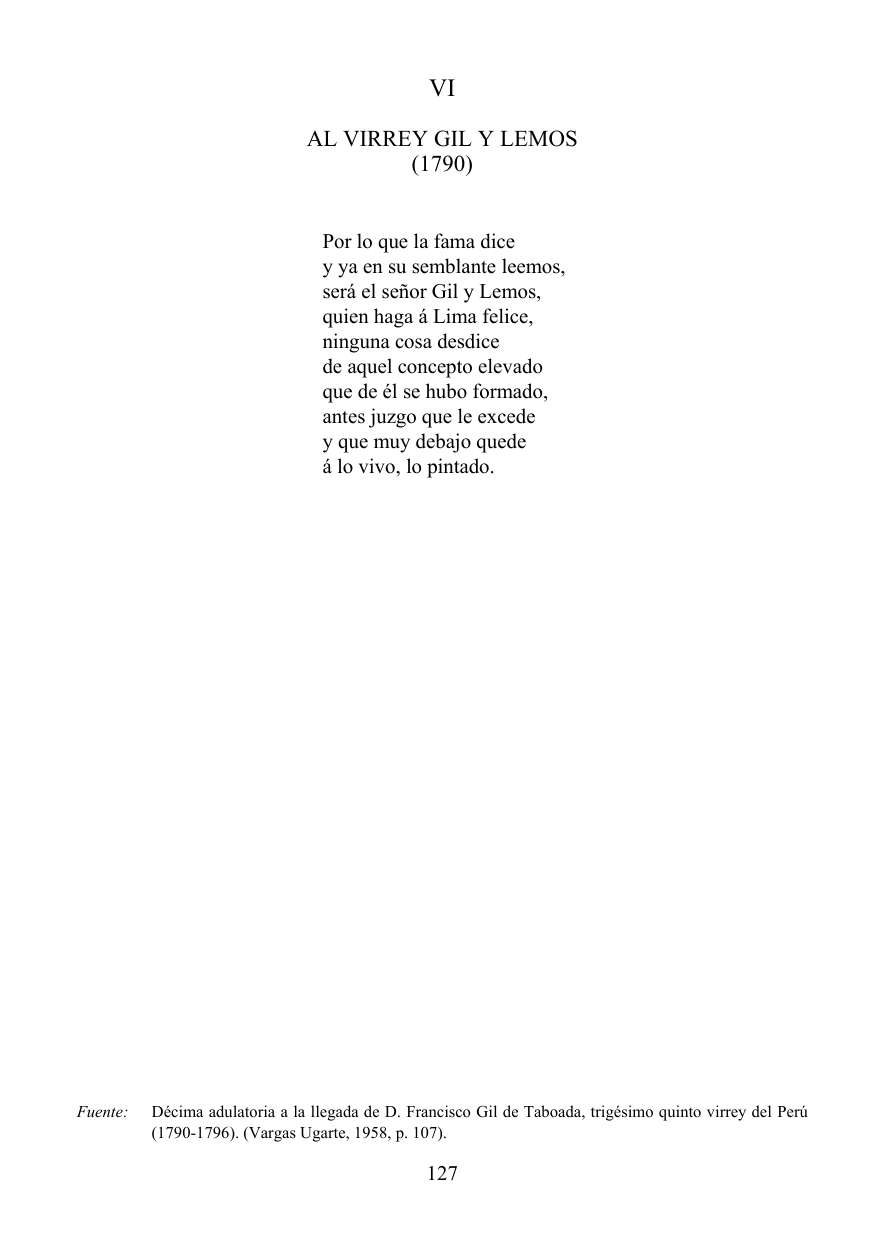 VI
AL VIRREY GIL Y LEMOS
(1790)
Por lo que la fama dice
y ya en su semblante leemos,
será el señor Gil y Lemos,
quien haga á Lima felice,
ninguna cosa desdice
de aquel concepto elevado
que de él se hubo formado,
antes juzgo que le excede
y que muy debajo quede
á lo vivo, lo pintado.
Fuente: Décima adulatoria a la llegada de D. Francisco Gil de Taboada, trigésimo quinto virrey del Perú
(1790-1796). (Vargas Ugarte, 1958, p. 107).
127